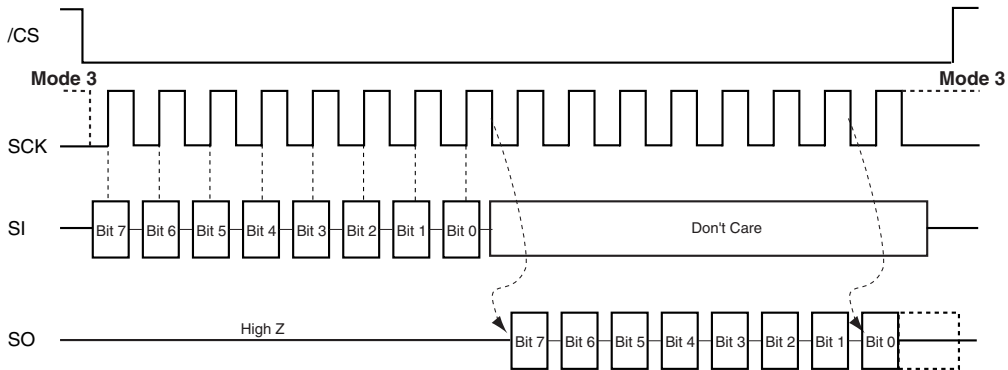 /CS
Mode 3
Mode 3
SCK
SI
Bit 7 Bit 6 Bit 5 Bit 4 Bit 3 Bit 2 Bit 1 Bit 0
Don't Care
SO
High Z
Bit 7 Bit 6 Bit 5 Bit 4 Bit 3 Bit 2 Bit 1 Bit 0